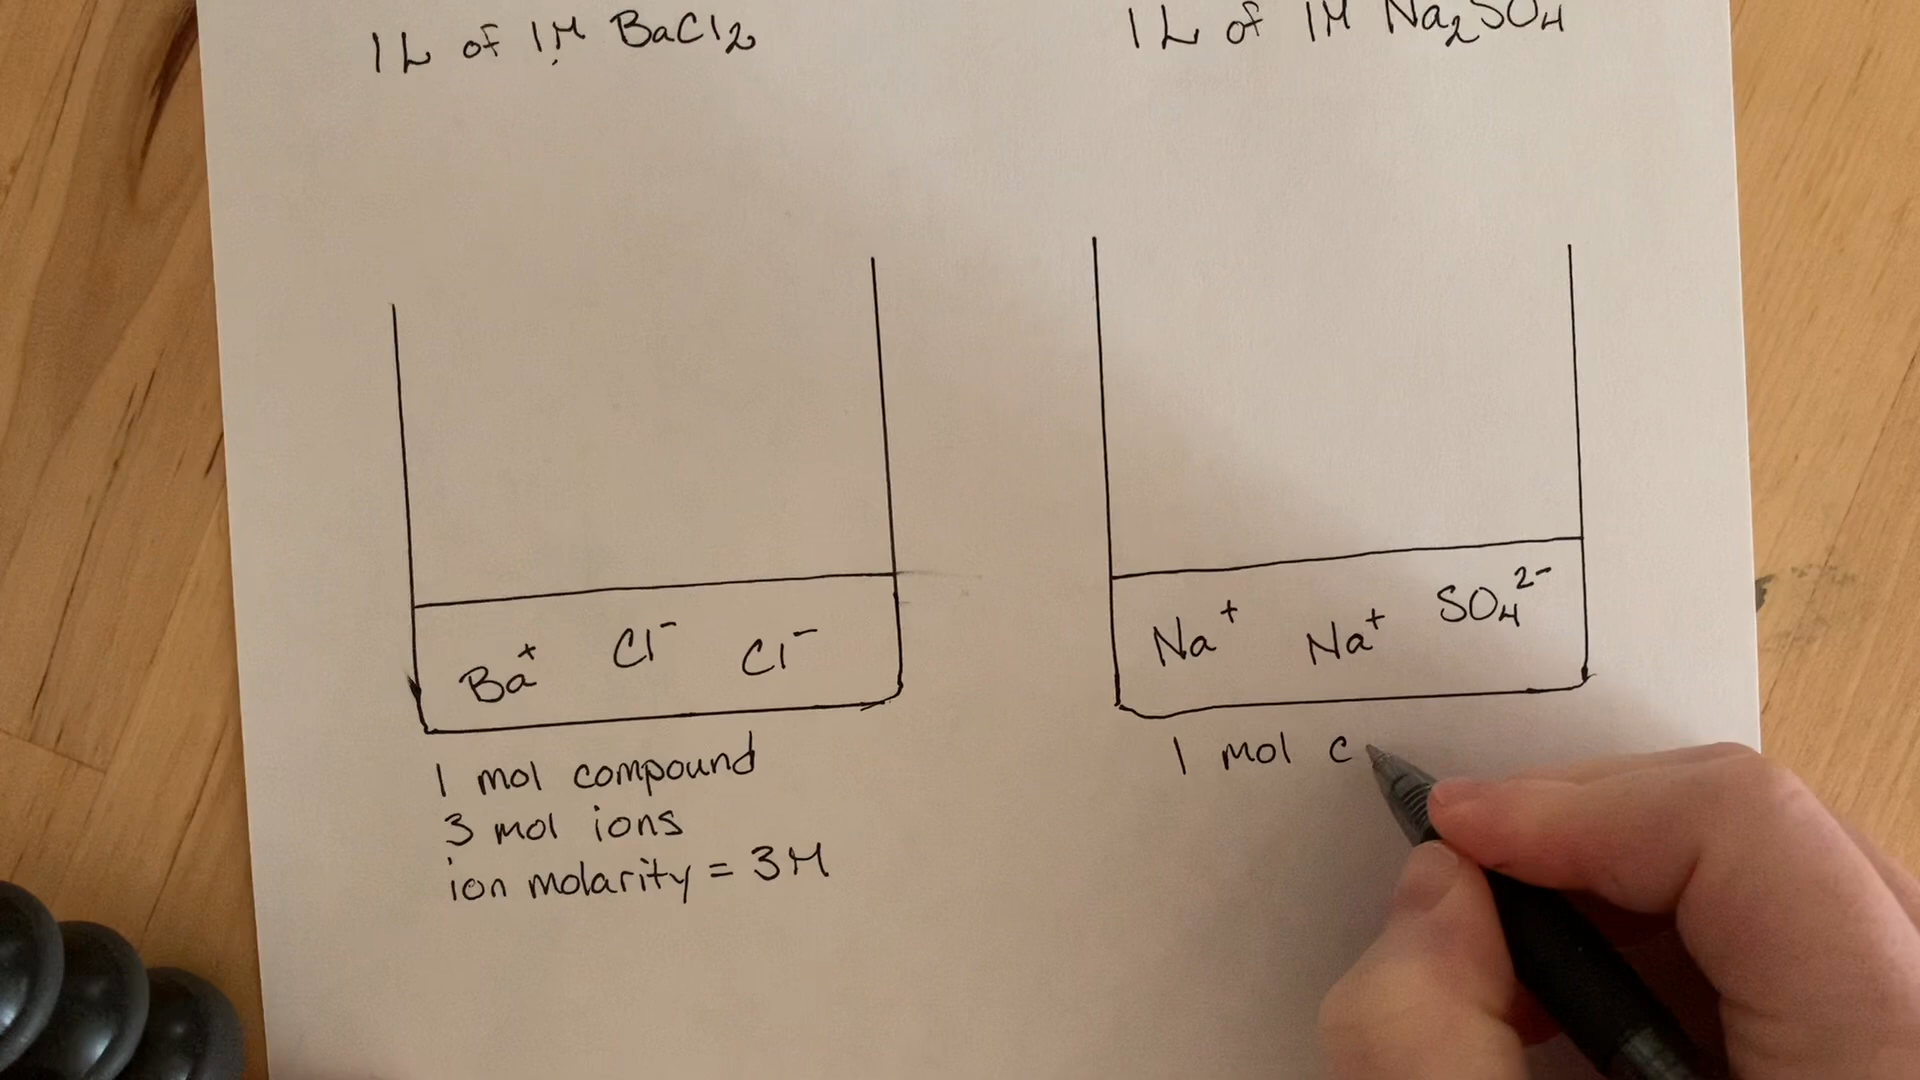 1 L of 1M BaCl2
1 L of 1M Na2SO4
Ba+ Cl- Cl-
1 mol compound
3 mol ions
ion molarity = 3M
Na+ Na+ SO4 2-
1 mol c